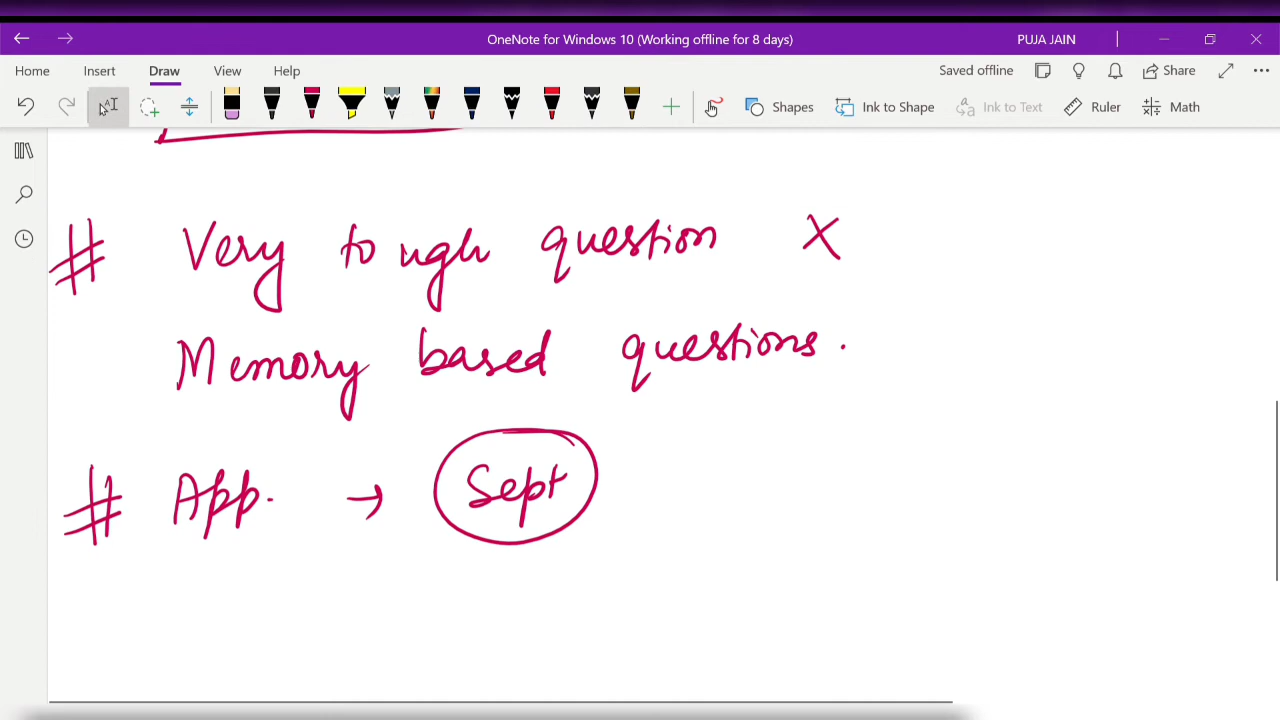 OneNote for Windows 10 (Working offline for 8 days)
PUJA JAIN
Home Insert Draw View Help
Saved offline
Share
Shapes
Ink to Shape
Ink to Text
Ruler
Math
# Very tough question X
Memory based questions.
# App. → Sept